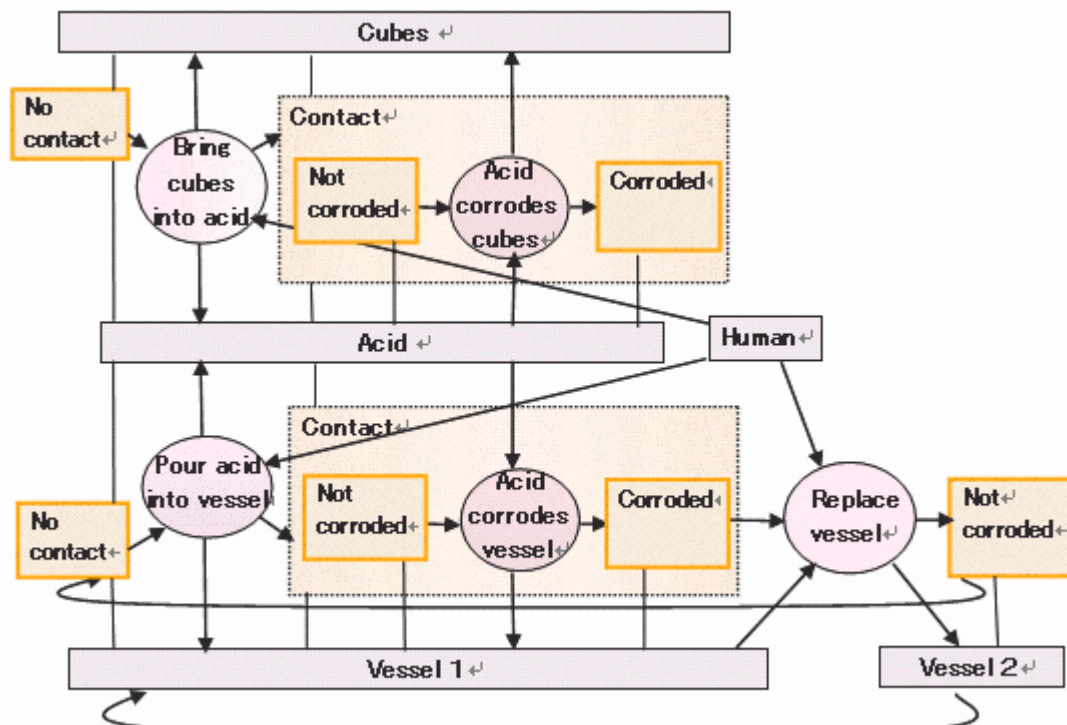 Cubes ↵
No
contact↵
Contact↵
Bring
cubes
into acid
Not
corroded↵
Acid
corrodes
cubes↵
Corroded↵
Acid ↵
Human↵
Contact↵
Pour acid
into vessel
No
contact↵
Not
corroded↵
Acid
corrodes
vessel↵
Corroded↵
Replace
vessel↵
Not↵
corroded↵
Vessel 1 ↵
Vessel 2↵